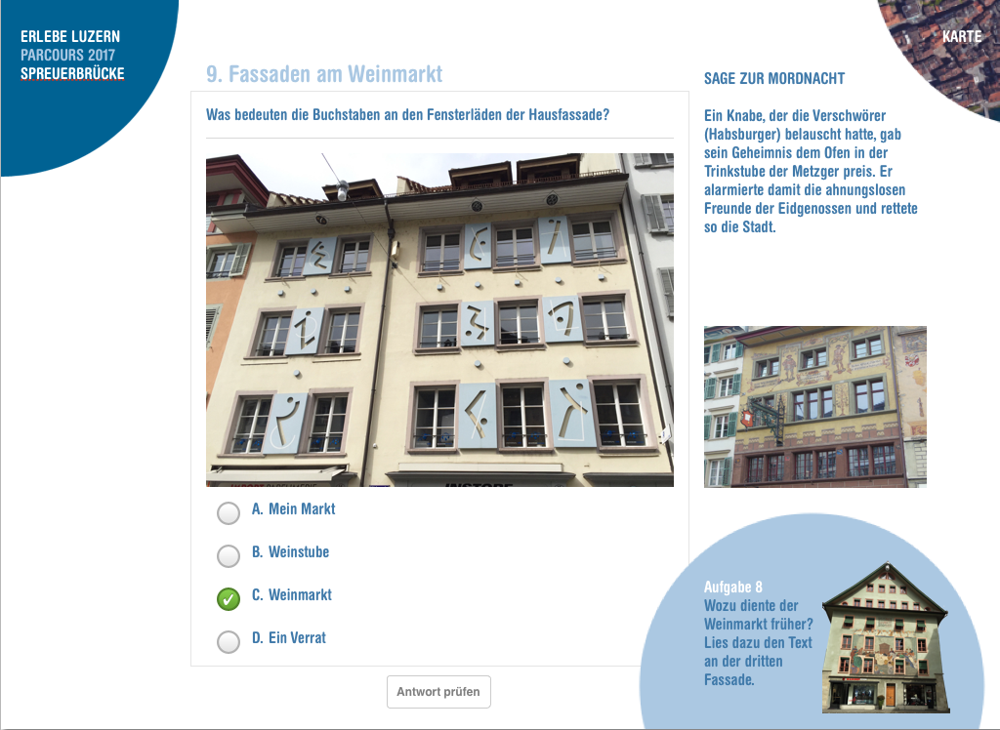 ERLEBE LUZERN
PARCOURS 2017
SPREUERBRÜCKE
KARTE
9. Fassaden am Weinmarkt
Was bedeuten die Buchstaben an den Fensterläden der Hausfassade?
A. Mein Markt
B. Weinstube
C. Weinmarkt
D. Ein Verrat
Antwort prüfen
SAGE ZUR MORDNACHT
Ein Knabe, der die Verschwörer
(Habsburger) belauscht hatte, gab
sein Geheimnis dem Ofen in der
Trinkstube der Metzger preis. Er
alarmierte damit die ahnungslosen
Freunde der Eidgenossen und rettete
so die Stadt.
Aufgabe 8
Wozu diente der
Weinmarkt früher?
Lies dazu den Text
an der dritten
Fassade.